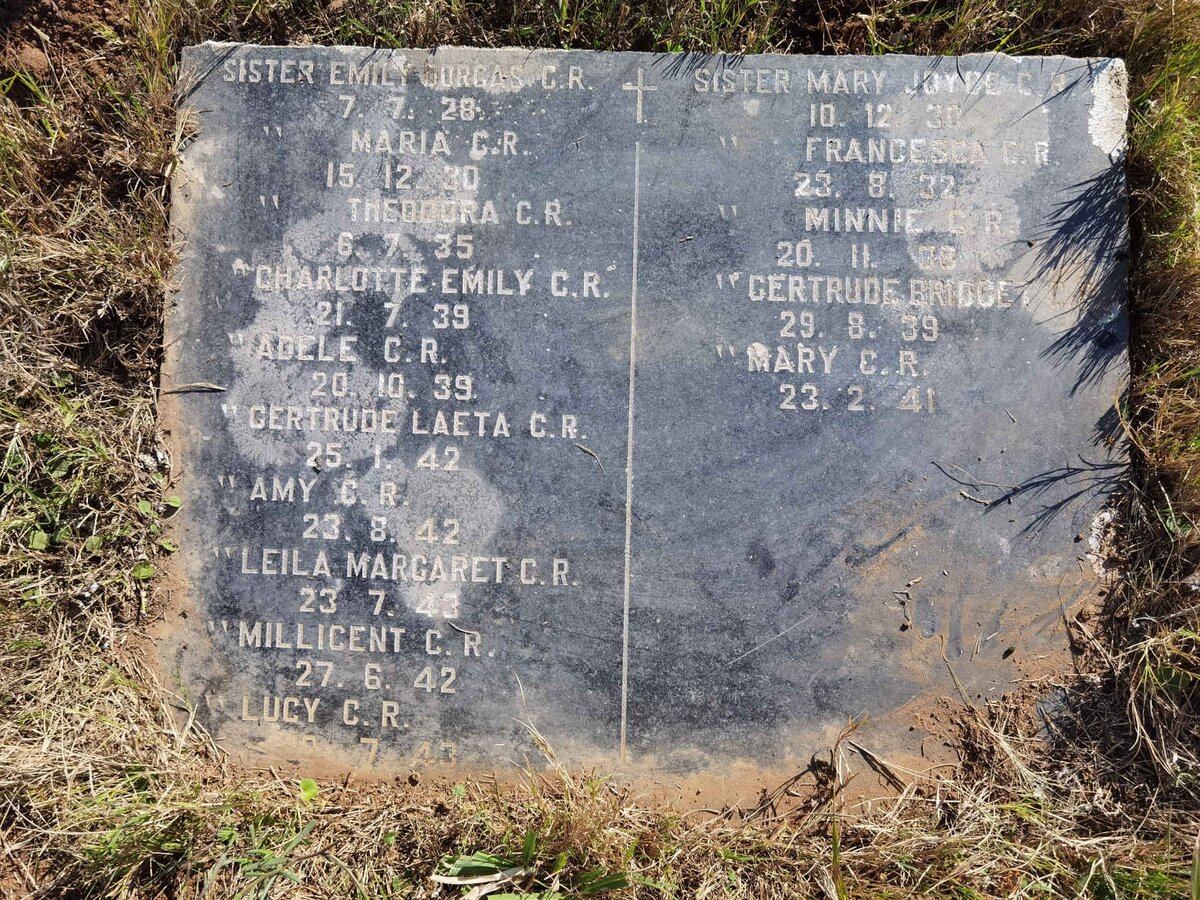 SISTER EMILY DORCAS C.R.
7. 7. 28.
" MARIA C.R.
15. 12. 30
" THEODORA C.R.
6. 7. 35
" CHARLOTTE EMILY C.R.
21. 7. 39
" ADELE C.R.
20. 10. 39
" GERTRUDE LAETA C.R.
25. 1. 42
" AMY C.R.
23. 8. 42
" LEILA MARGARET C.R.
23 7. 43
" MILLICENT C.R.
27. 6. 42
" LUCY C.R.
7. 43
SISTER MARY JOYCE C.R.
10. 12. 30
" FRANCESCA C.R.
23. 8. 32
" MINNIE C.R.
20. 11. 38
" GERTRUDE BRIDGET
29. 8. 39
" MARY C.R.
23. 2. 41